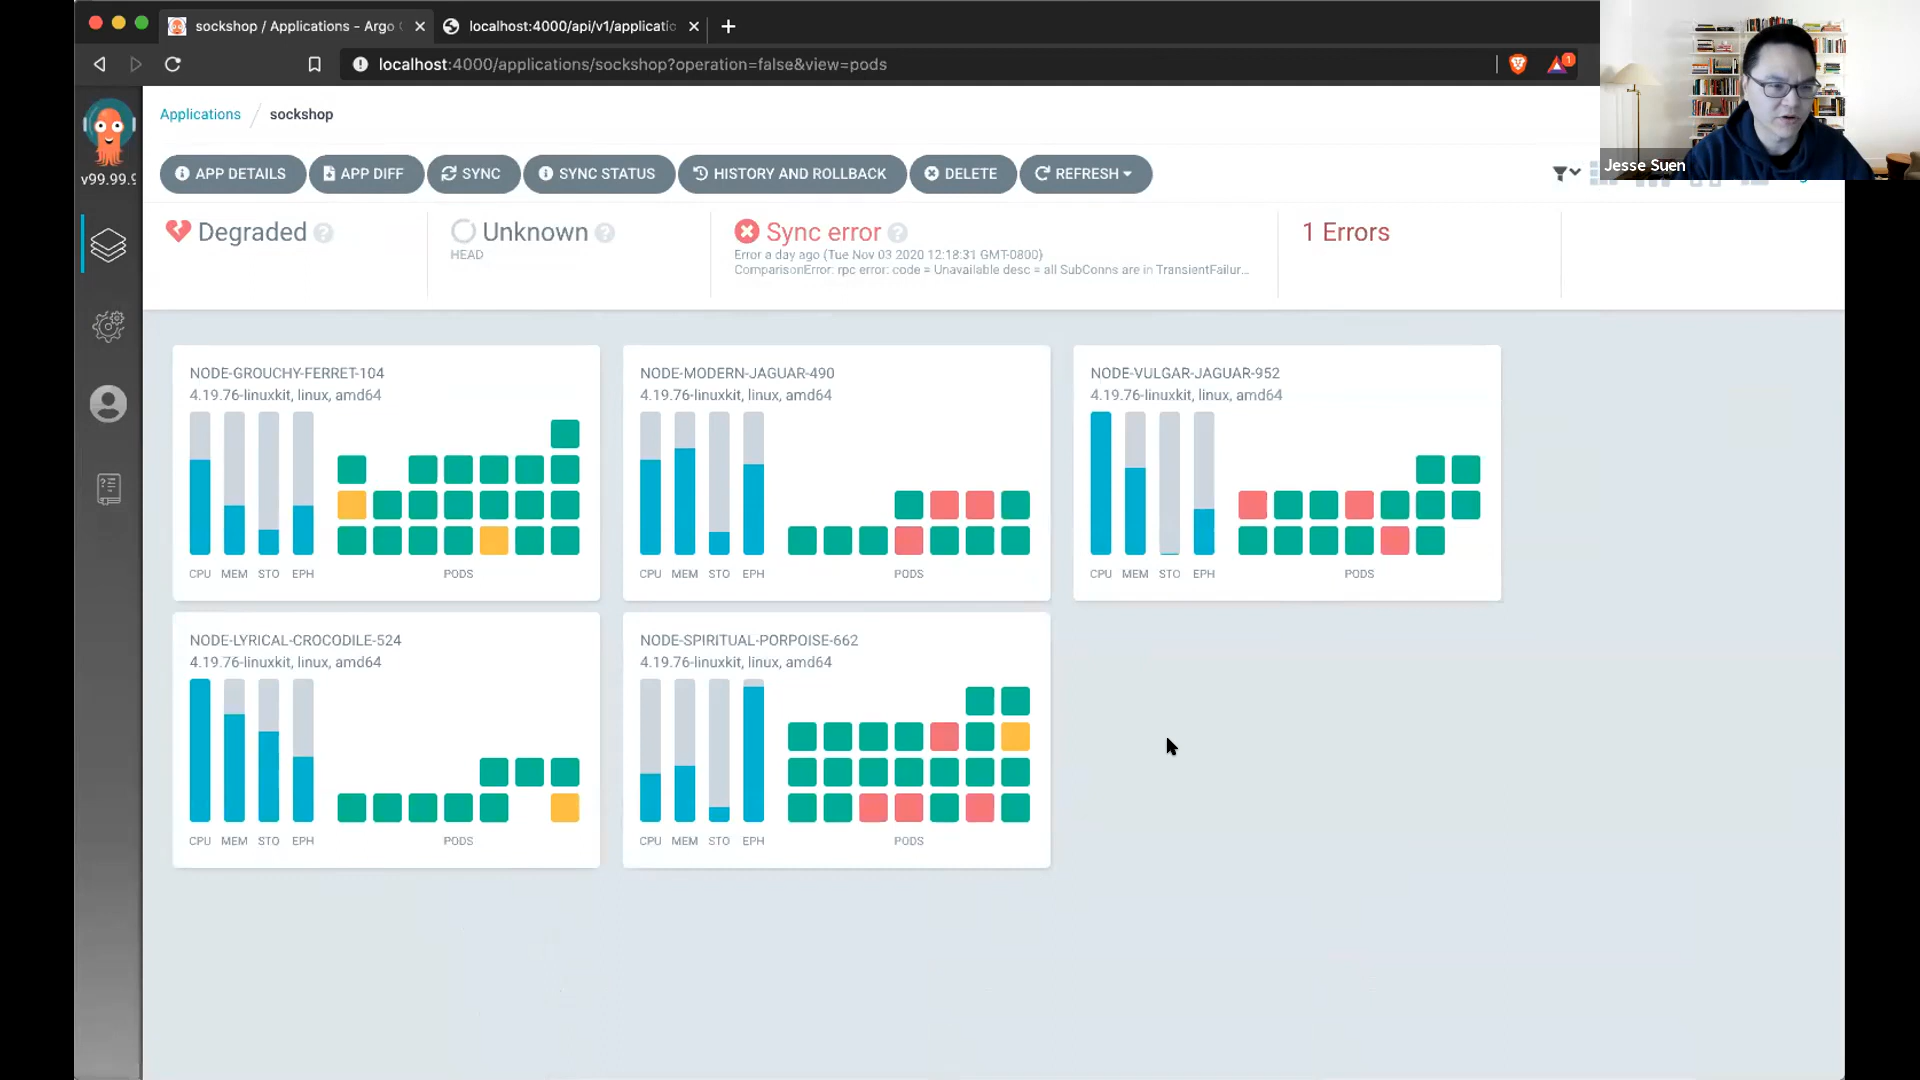 sockshop / Applications - Argo
localhost:4000/api/v1/applicatic
localhost:4000/applications/sockshop?operation=false&view=pods
1
Jesse Suen
v99.99.9
Applications / sockshop
APP DETAILS
APP DIFF
SYNC
SYNC STATUS
HISTORY AND ROLLBACK
DELETE
REFRESH
Degraded
Unknown
HEAD
Sync error
Error a day ago (Tue Nov 03 2020 12:18:31 GMT-0800)
ComparisonError: rpc error: code = Unavailable desc = all SubConns are in TransientFailur...
1 Errors
NODE-GROUCHY-FERRET-104
4.19.76-linuxkit, linux, amd64
CPU MEM STO EPH PODS
NODE-MODERN-JAGUAR-490
4.19.76-linuxkit, linux, amd64
CPU MEM STO EPH PODS
NODE-VULGAR-JAGUAR-952
4.19.76-linuxkit, linux, amd64
CPU MEM STO EPH PODS
NODE-LYRICAL-CROCODILE-524
4.19.76-linuxkit, linux, amd64
CPU MEM STO EPH PODS
NODE-SPIRITUAL-PORPOISE-662
4.19.76-linuxkit, linux, amd64
CPU MEM STO EPH PODS